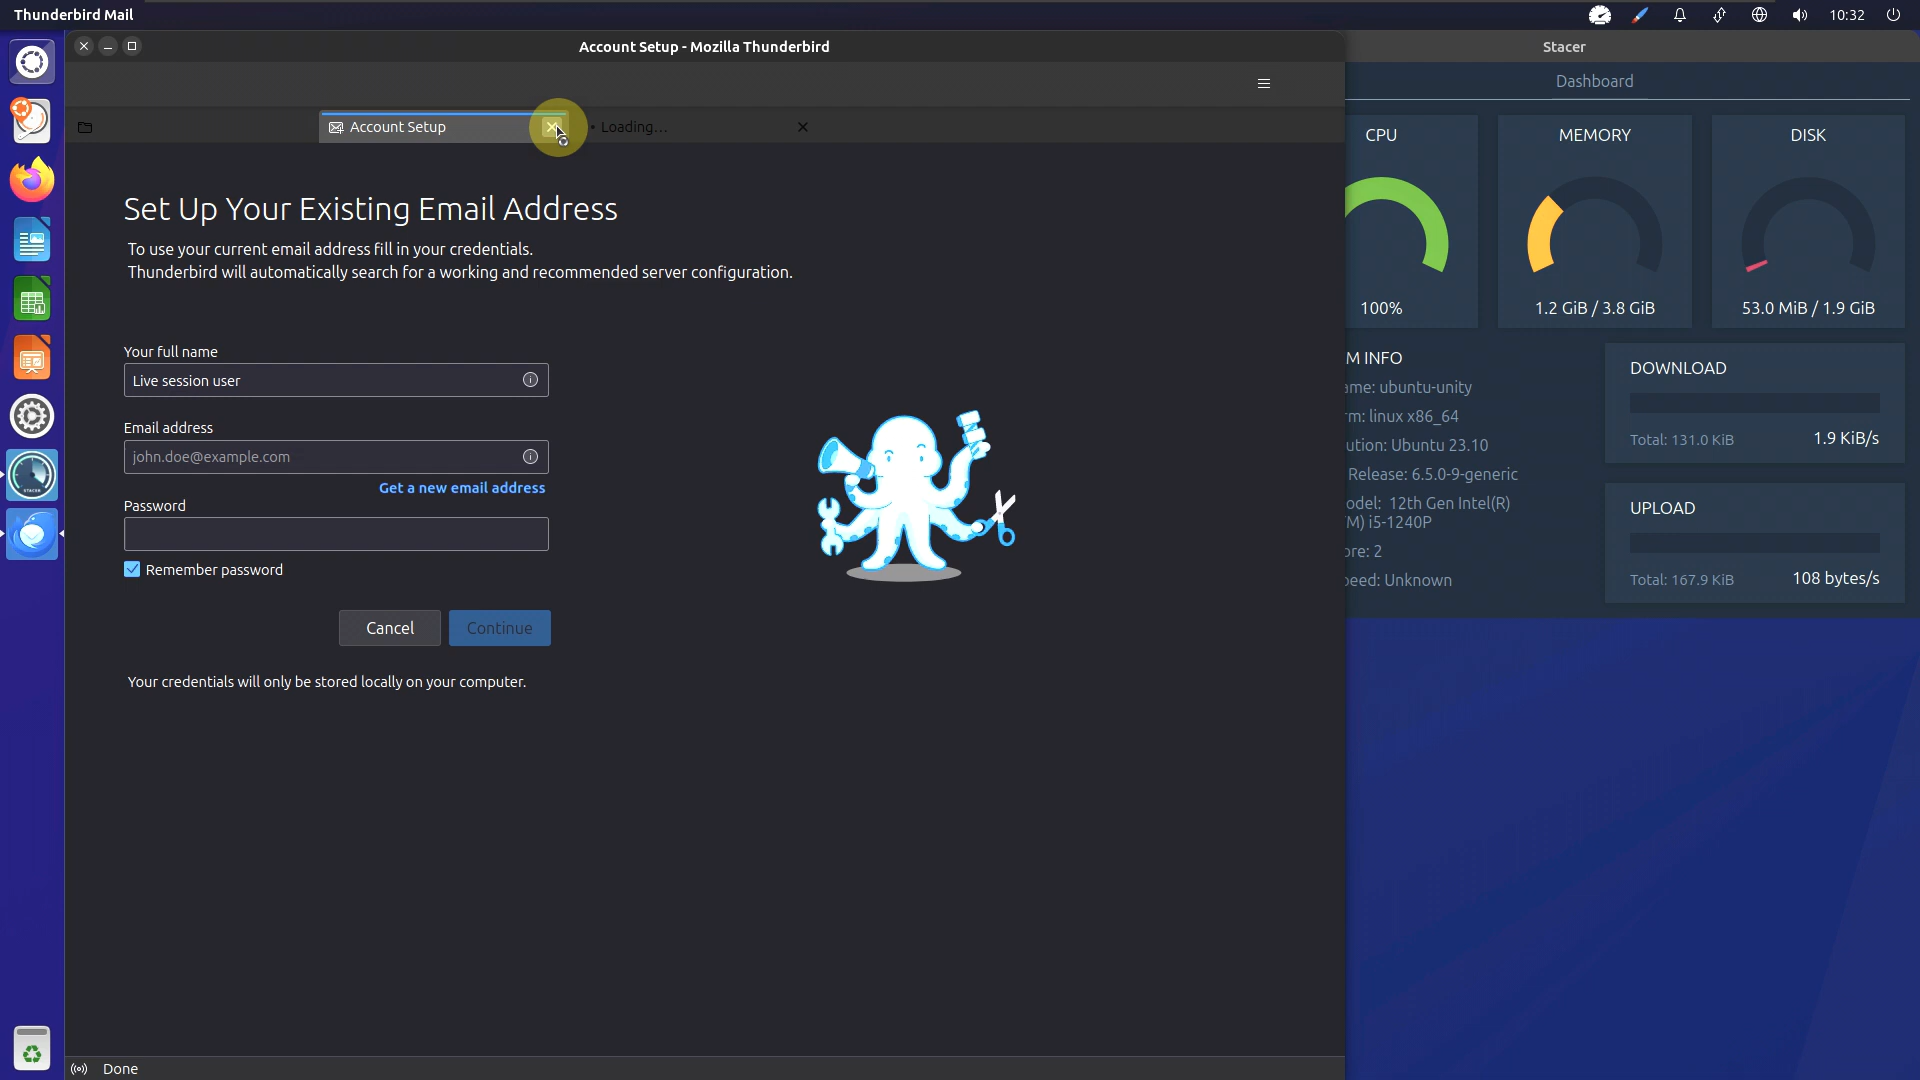 Thunderbird Mail
10:32
Account Setup - Mozilla Thunderbird
Stacer
Dashboard
Account Setup
Loading...
CPU
MEMORY
DISK
100%
1.2 GiB / 3.8 GiB
53.0 MiB / 1.9 GiB
Set Up Your Existing Email Address
To use your current email address fill in your credentials.
Thunderbird will automatically search for a working and recommended server configuration.
Your full name
Live session user
Email address
john.doe@example.com
Get a new email address
Password
Remember password
Cancel
Continue
Your credentials will only be stored locally on your computer.
M INFO
ame: ubuntu-unity
rm: linux x86_64
ution: Ubuntu 23.10
Release: 6.5.0-9-generic
odel: 12th Gen Intel(R)
M) i5-1240P
ore: 2
peed: Unknown
DOWNLOAD
Total: 131.0 KiB
1.9 KiB/s
UPLOAD
Total: 167.9 KiB
108 bytes/s
STACER
Done